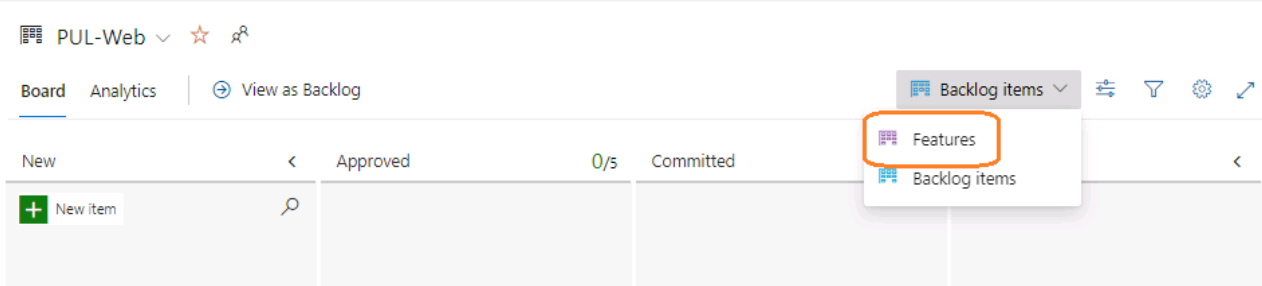 PUL-Web
Board Analytics View as Backlog Backlog items
Features
New Approved 0/5 Committed
Backlog items
New item